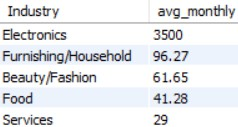 Industry avg_monthly
Electronics 3500
Furnishing/Household 96.27
Beauty/Fashion 61.65
Food 41.28
Services 29